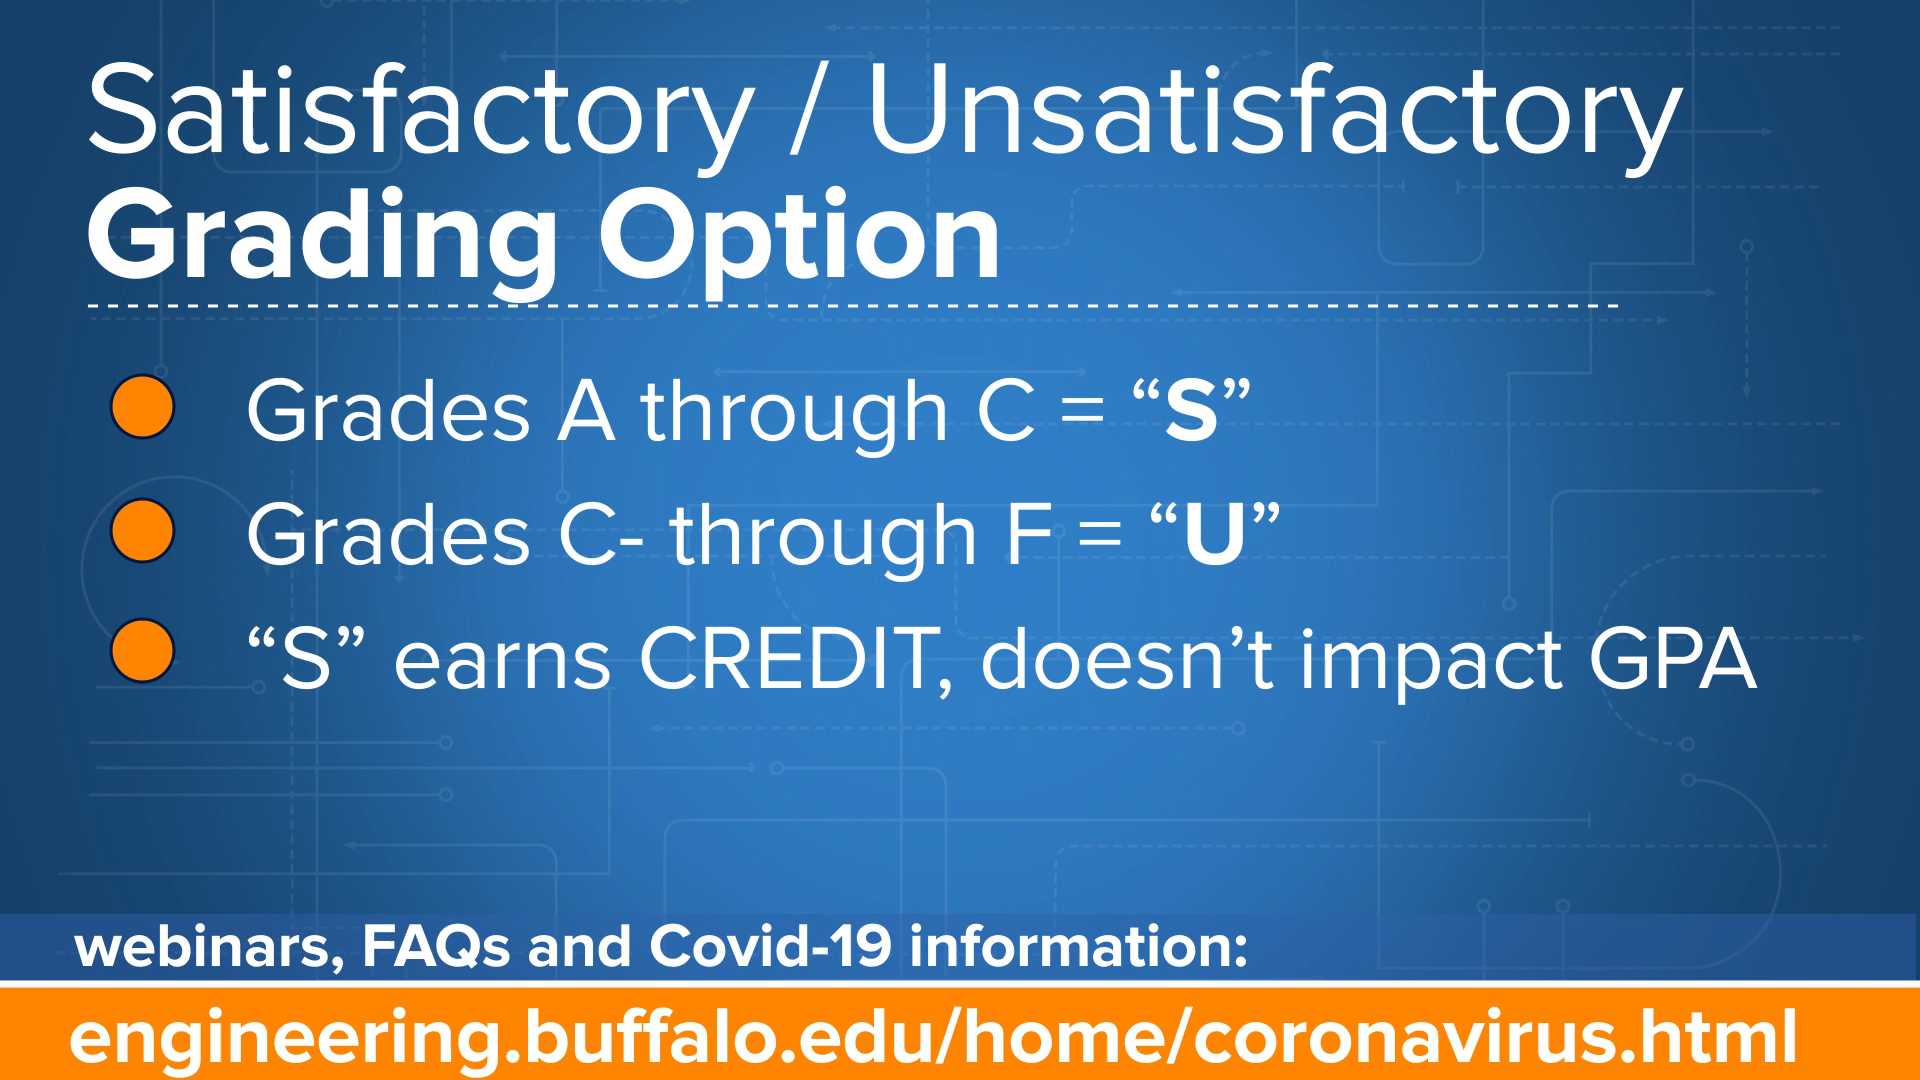 Satisfactory / Unsatisfactory
Grading Option
Grades A through C = “S”
Grades C- through F = “U”
“S” earns CREDIT, doesn’t impact GPA
webinars, FAQs and Covid-19 information:
engineering.buffalo.edu/home/coronavirus.html